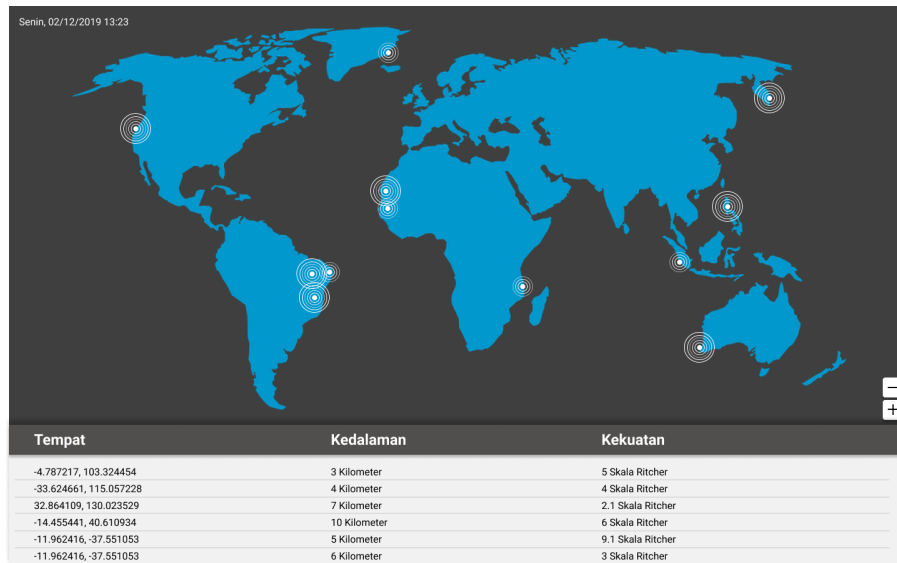 Senin, 02/12/2019 13:23
−
+
Tempat Kedalaman Kekuatan
-4.787217, 103.324454 3 Kilometer 5 Skala Ritcher
-33.624661, 115.057228 4 Kilometer 4 Skala Ritcher
32.864109, 130.023529 7 Kilometer 2.1 Skala Ritcher
-14.455441, 40.610934 10 Kilometer 6 Skala Ritcher
-11.962416, -37.551053 5 Kilometer 9.1 Skala Ritcher
-11.962416, -37.551053 6 Kilometer 3 Skala Ritcher